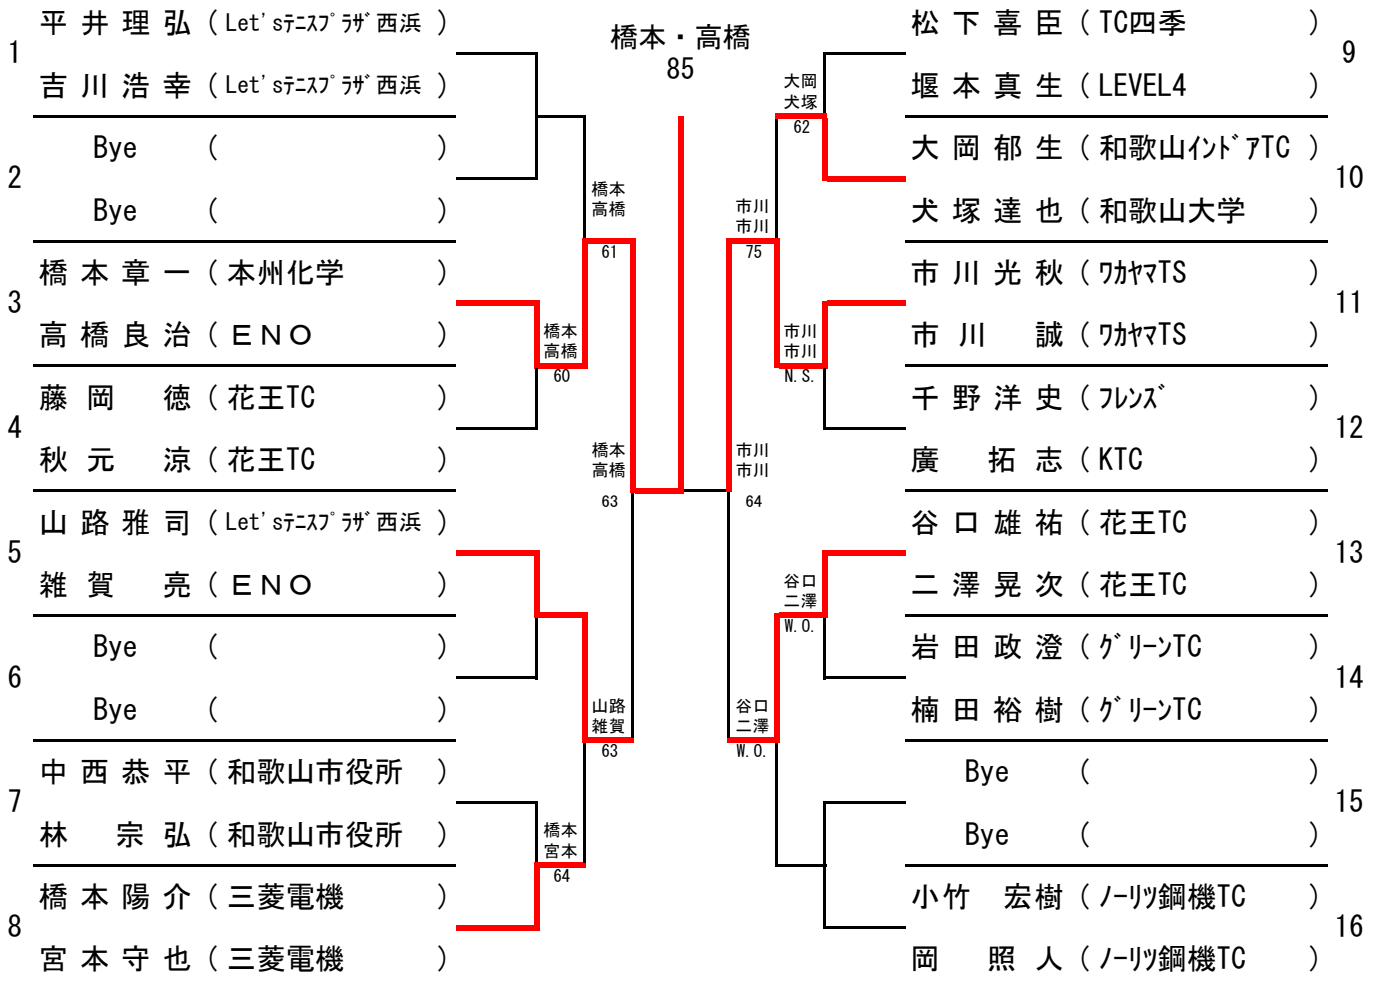 橋本・高橋
85
1
平井理弘（Let'sﾃﾆｽﾌﾟﾗｻﾞ西浜）
吉川浩幸（Let'sﾃﾆｽﾌﾟﾗｻﾞ西浜）
2
Bye （ ）
Bye （ ）
3
橋本章一（本州化学）
高橋良治（ＥＮＯ）
4
藤岡　徳（花王TC）
秋元　涼（花王TC）
5
山路雅司（Let'sﾃﾆｽﾌﾟﾗｻﾞ西浜）
雑賀　亮（ＥＮＯ）
6
Bye （ ）
Bye （ ）
7
中西恭平（和歌山市役所）
林　宗弘（和歌山市役所）
8
橋本陽介（三菱電機）
宮本守也（三菱電機）
橋本
高橋
60
橋本
宮本
64
橋本
高橋
61
山路
雑賀
63
橋本
高橋
63
市川
市川
64
市川
市川
75
谷口
二澤
W.O.
大岡
犬塚
62
市川
市川
N.S.
谷口
二澤
W.O.
松下喜臣（TC四季）
堰本真生（LEVEL4）
9
大岡郁生（和歌山ｲﾝﾄﾞｱTC）
犬塚達也（和歌山大学）
10
市川光秋（ﾜｶﾔﾏTS）
市川　誠（ﾜｶﾔﾏTS）
11
千野洋史（ﾌﾚﾝｽﾞ）
廣　拓志（KTC）
12
谷口雄祐（花王TC）
二澤晃次（花王TC）
13
岩田政澄（ｸﾞﾘｰﾝTC）
楠田裕樹（ｸﾞﾘｰﾝTC）
14
Bye （ ）
Bye （ ）
15
小竹　宏樹（ﾉｰﾘﾂ鋼機TC）
岡　照人（ﾉｰﾘﾂ鋼機TC）
16